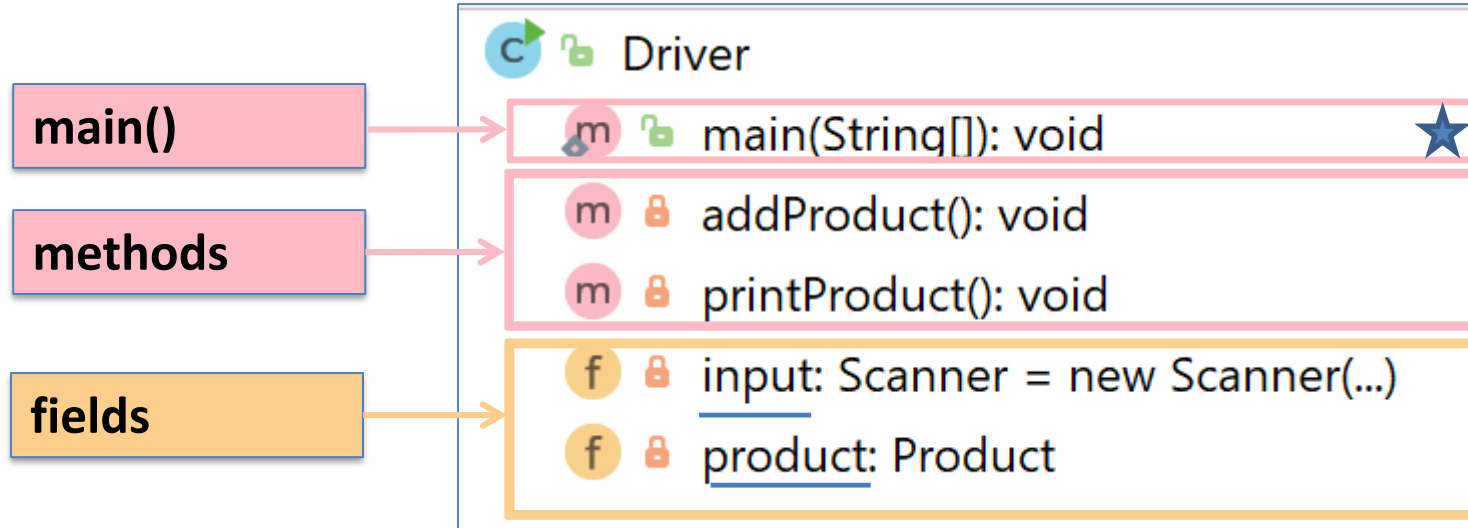 C Driver
main()
m main(String[]): void
methods
m addProduct(): void
m printProduct(): void
fields
f input: Scanner = new Scanner(...)
f product: Product